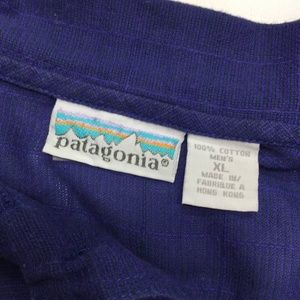 patagonia®
100% COTTON
MEN'S
XL
MADE IN/
FABRIQUE A
HONG KONG